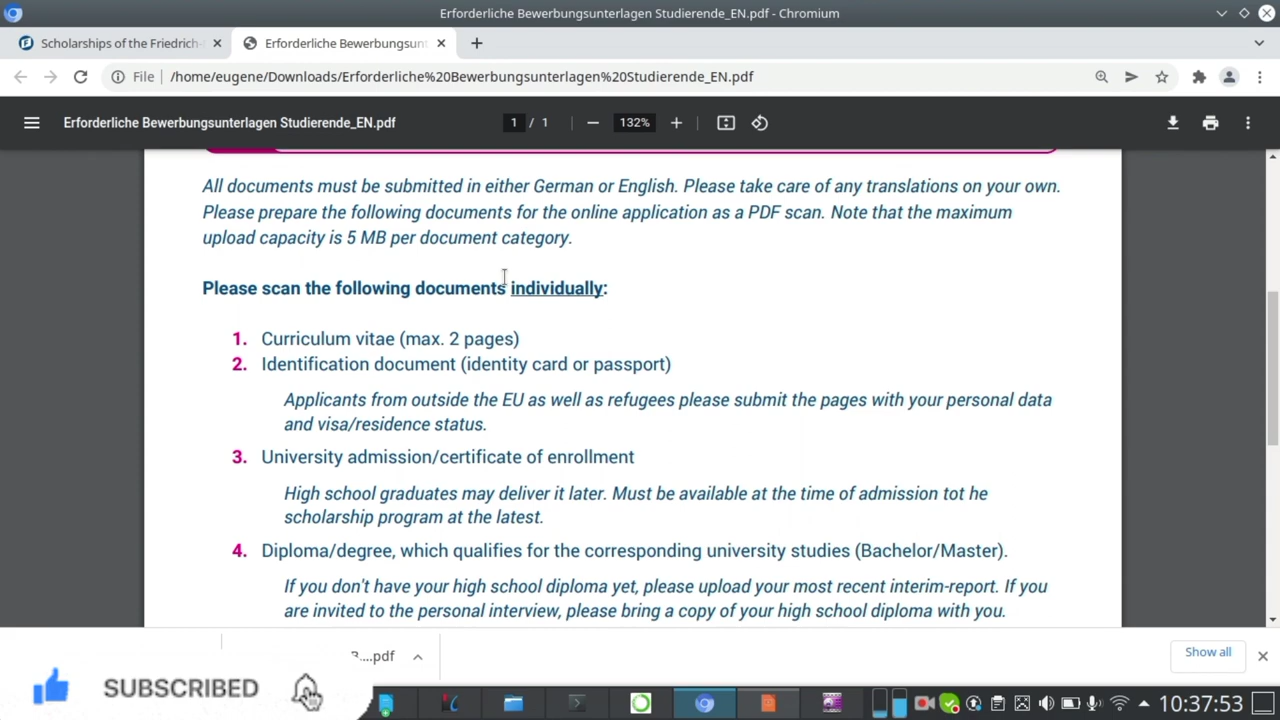 Erforderliche Bewerbungsunterlagen Studierende_EN.pdf - Chromium
Scholarships of the Friedrich-
Erforderliche Bewerbungsunt
File
/home/eugene/Downloads/Erforderliche%20Bewerbungsunterlagen%20Studierende_EN.pdf
Erforderliche Bewerbungsunterlagen Studierende_EN.pdf
1 / 1
132%
All documents must be submitted in either German or English. Please take care of any translations on your own.
Please prepare the following documents for the online application as a PDF scan. Note that the maximum
upload capacity is 5 MB per document category.
Please scan the following documents individually:
1. Curriculum vitae (max. 2 pages)
2. Identification document (identity card or passport)
Applicants from outside the EU as well as refugees please submit the pages with your personal data
and visa/residence status.
3. University admission/certificate of enrollment
High school graduates may deliver it later. Must be available at the time of admission tot he
scholarship program at the latest.
4. Diploma/degree, which qualifies for the corresponding university studies (Bachelor/Master).
If you don't have your high school diploma yet, please upload your most recent interim-report. If you
are invited to the personal interview, please bring a copy of your high school diploma with you.
....pdf
Show all
SUBSCRIBED
10:37:53